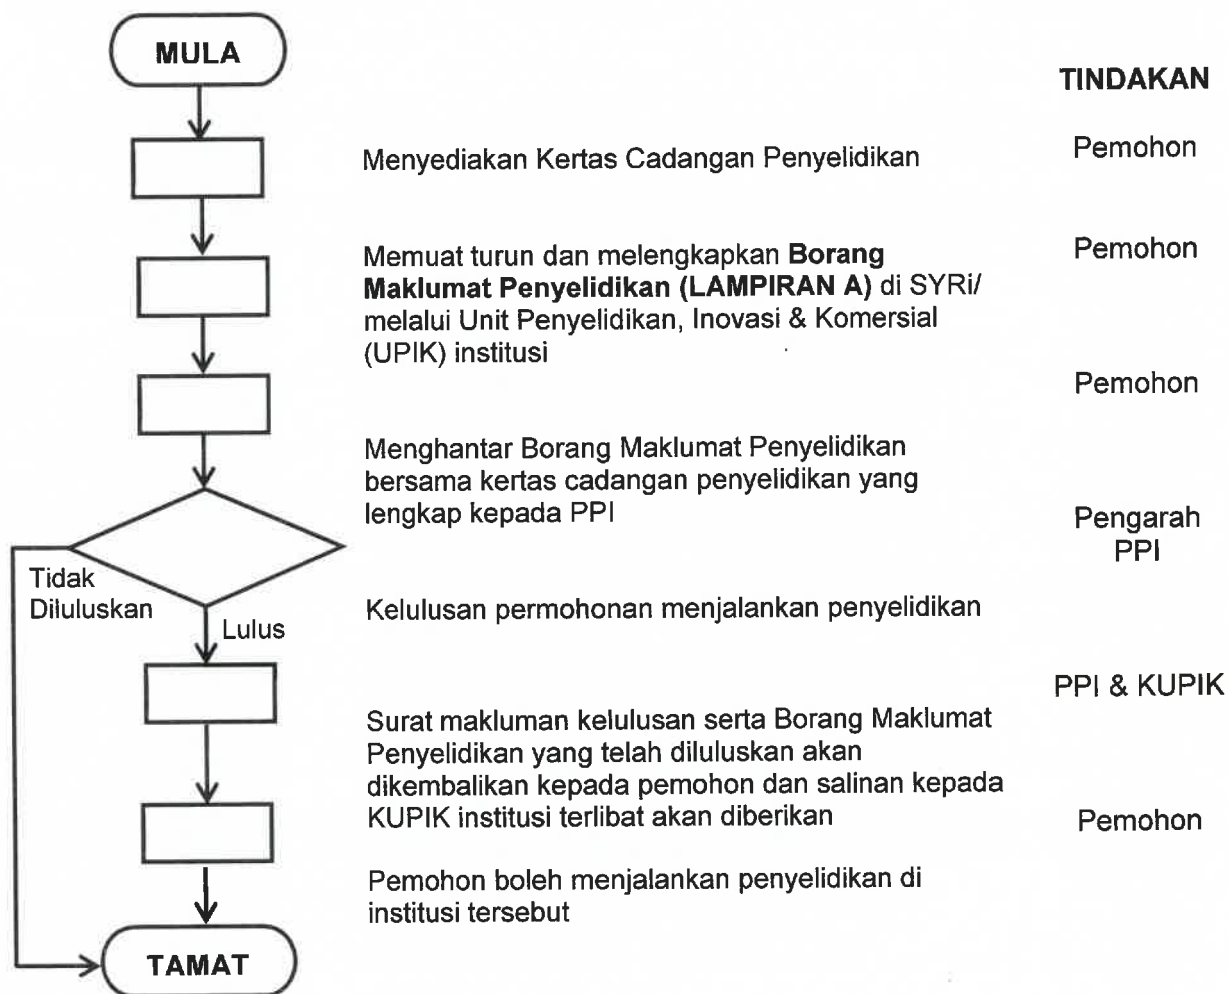 MULA
TINDAKAN
Menyediakan Kertas Cadangan Penyelidikan
Pemohon
Memuat turun dan melengkapkan Borang
Maklumat Penyelidikan (LAMPIRAN A) di SYRi/
melalui Unit Penyelidikan, Inovasi & Komersial
(UPIK) institusi
Pemohon
Pemohon
Menghantar Borang Maklumat Penyelidikan
bersama kertas cadangan penyelidikan yang
lengkap kepada PPI
Pengarah
PPI
Tidak
Diluluskan
Lulus
Kelulusan permohonan menjalankan penyelidikan
PPI & KUPIK
Surat makluman kelulusan serta Borang Maklumat
Penyelidikan yang telah diluluskan akan
dikembalikan kepada pemohon dan salinan kepada
KUPIK institusi terlibat akan diberikan
Pemohon
Pemohon boleh menjalankan penyelidikan di
institusi tersebut
TAMAT